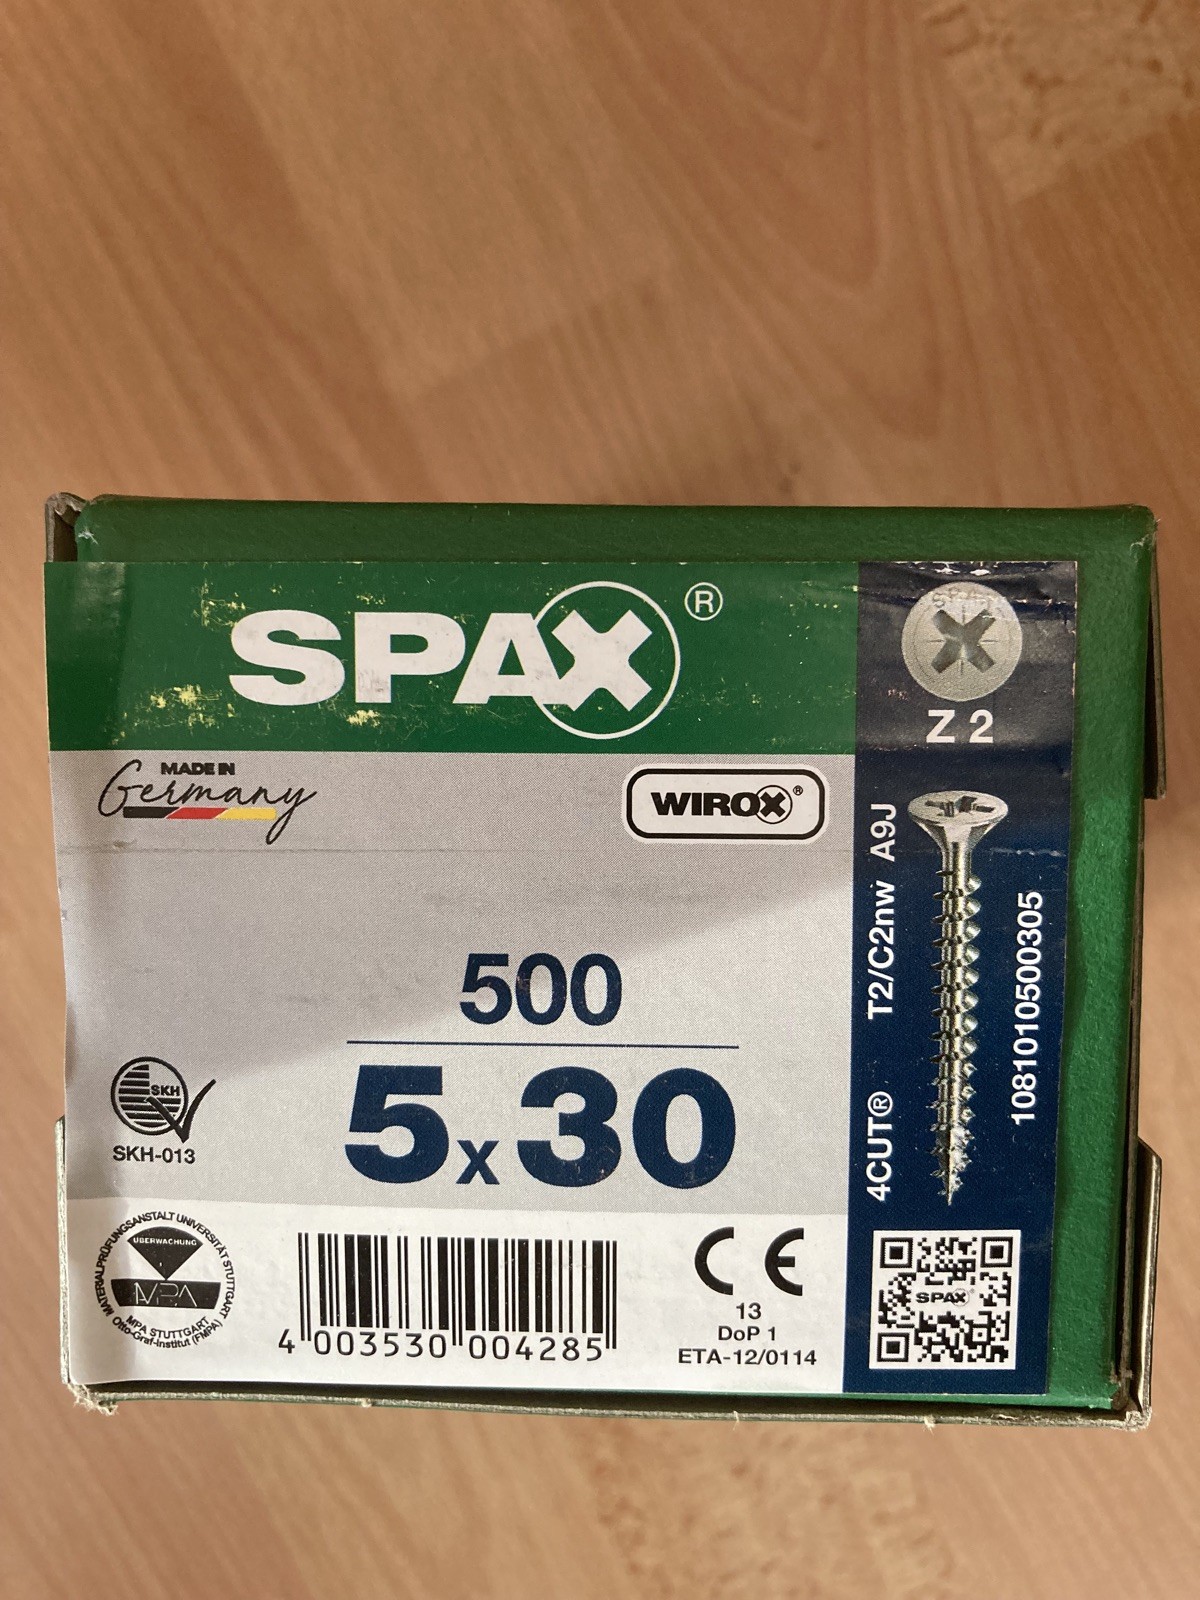 SPAX®
Z 2
MADE IN
Germany
WIROX®
500
5x30
SKH
SKH-013
MATERIALPRÜFUNGSANSTALT UNIVERSITÄT STUTTGART
ÜBERWACHUNG
MPA
MPA STUTTGART
Otto-Graf-Institut (FMPA)
4 003530 004285
CE
13
DoP 1
ETA-12/0114
4CUT® T2/C2nw A9J
1081010500305
SPAX